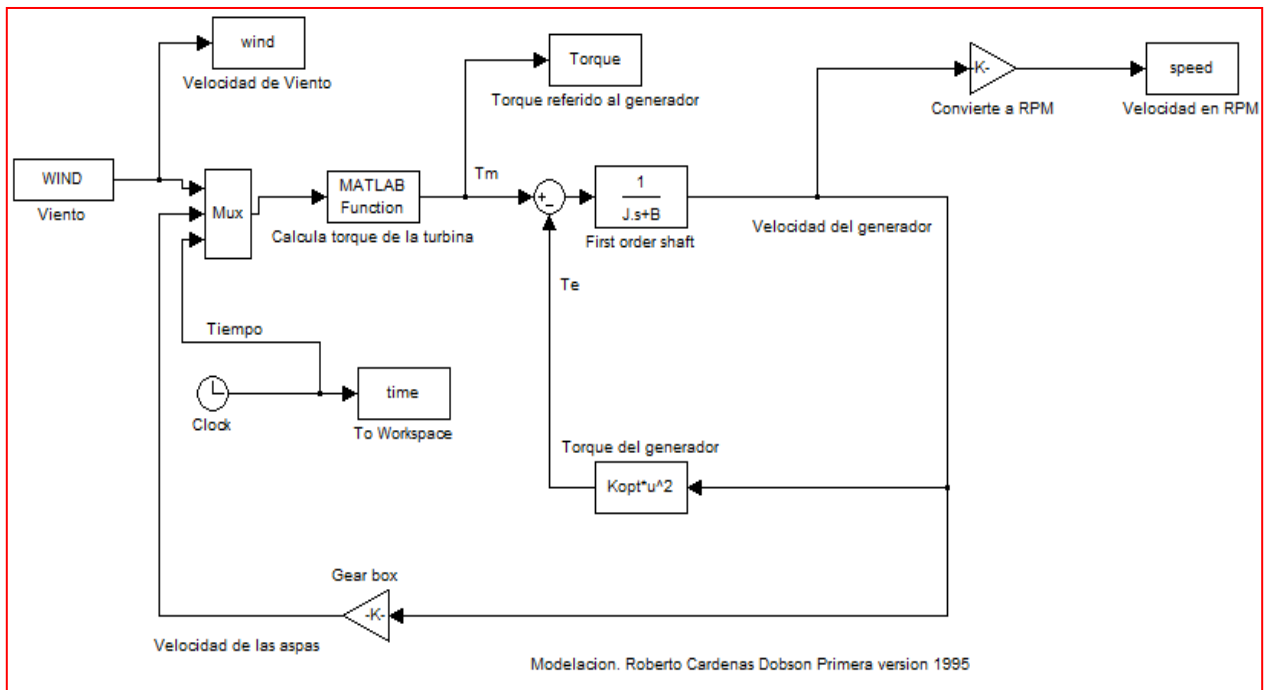 wind
Velocidad de Viento
Torque
Torque referido al generador
-K-
Convierte a RPM
speed
Velocidad en RPM
WIND
Viento
Mux
MATLAB
Function
Calcula torque de la turbina
Tm
+
-
1
J.s+B
First order shaft
Velocidad del generador
Te
Tiempo
Clock
time
To Workspace
Torque del generador
Kopt*u^2
Gear box
-K-
Velocidad de las aspas
Modelacion. Roberto Cardenas Dobson Primera version 1995